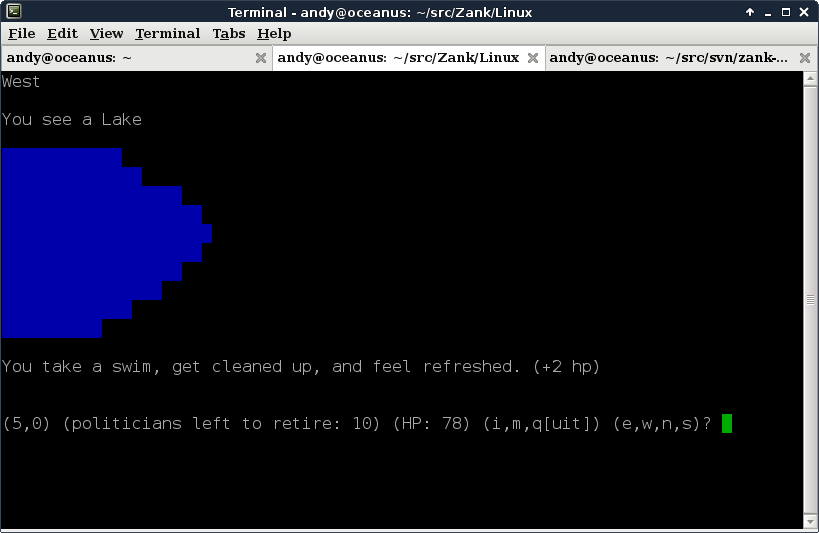 Terminal - andy@oceanus: ~/src/Zank/Linux
File Edit View Terminal Tabs Help
andy@oceanus: ~
andy@oceanus: ~/src/Zank/Linux
andy@oceanus: ~/src/svn/zank-...
West
You see a Lake
You take a swim, get cleaned up, and feel refreshed. (+2 hp)
(5,0) (politicians left to retire: 10) (HP: 78) (i,m,q[uit]) (e,w,n,s)?